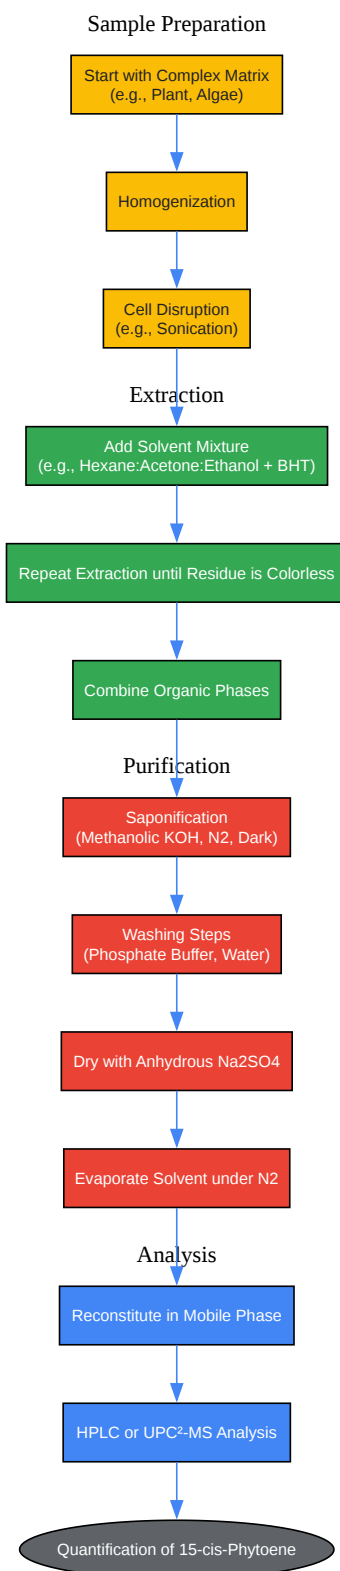 Sample Preparation
Start with Complex Matrix
(e.g., Plant, Algae)
Homogenization
Cell Disruption
(e.g., Sonication)
Extraction
Add Solvent Mixture
(e.g., Hexane:Acetone:Ethanol + BHT)
Repeat Extraction until Residue is Colorless
Combine Organic Phases
Purification
Saponification
(Methanolic KOH, N2, Dark)
Washing Steps
(Phosphate Buffer, Water)
Dry with Anhydrous Na2SO4
Evaporate Solvent under N2
Analysis
Reconstitute in Mobile Phase
HPLC or UPC²-MS Analysis
Quantification of 15-cis-Phytoene